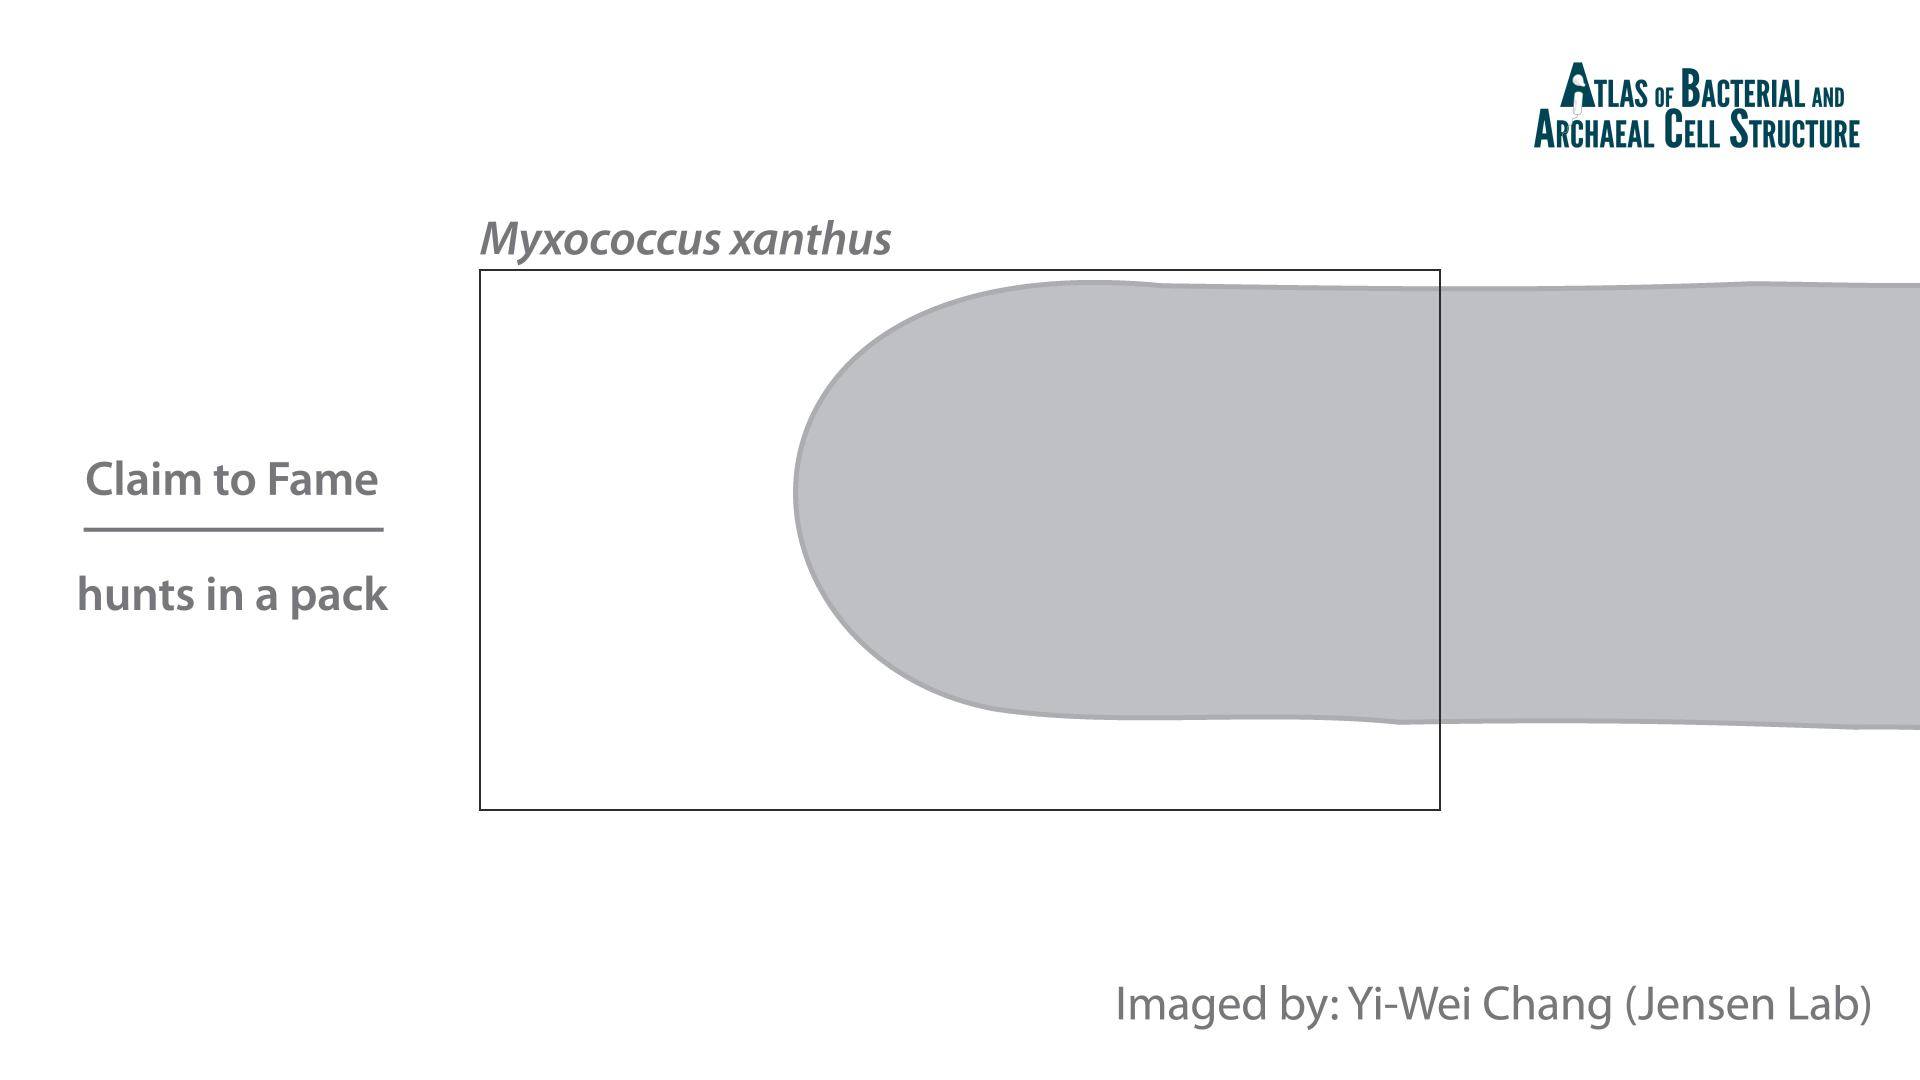 ATLAS OF BACTERIAL AND
ARCHAEAL CELL STRUCTURE
Myxococcus xanthus
Claim to Fame
hunts in a pack
Imaged by: Yi-Wei Chang (Jensen Lab)